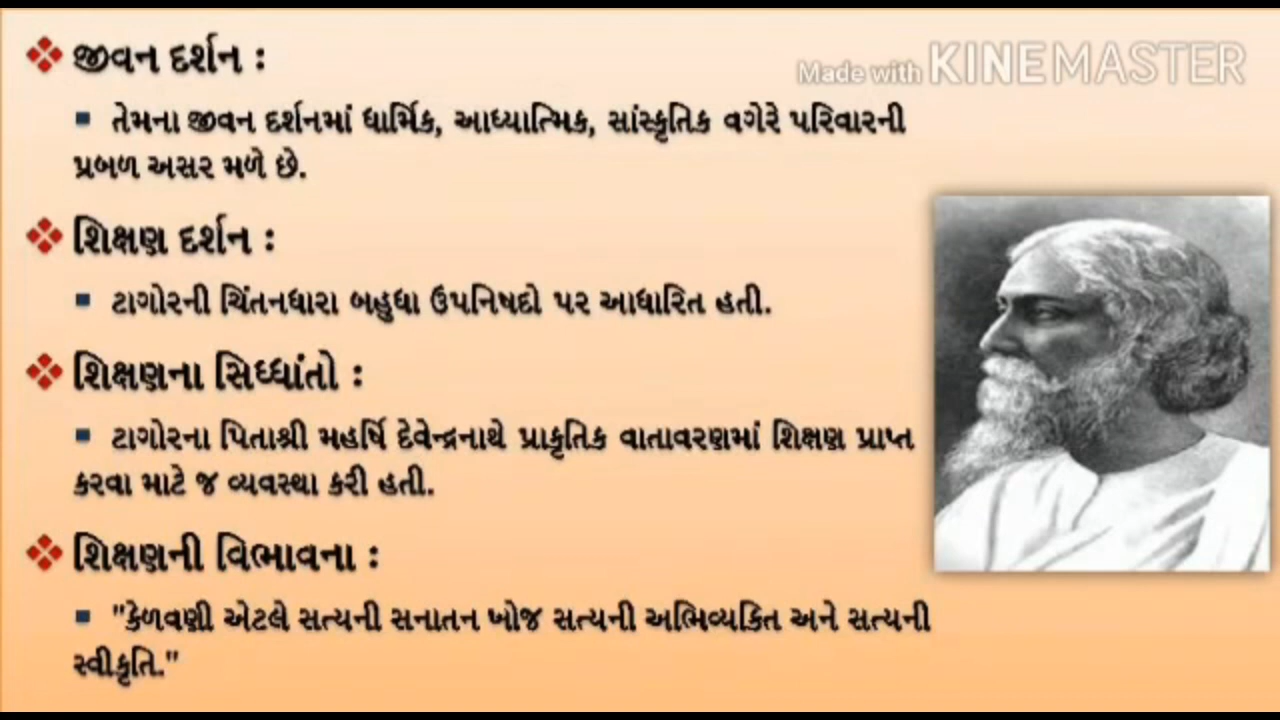 જીવન દર્શન :
Made with KINEMASTER
તેમના જીવન દર્શનમાં ધાર્મિક, આધ્યાત્મિક, સાંસ્કૃતિક વગેરે પરિવારની
પ્રબળ અસર મળે છે.
શિક્ષણ દર્શન :
ટાગોરની ચિંતનધારા બહુધા ઉપનિષદો પર આધારિત હતી.
શિક્ષણના સિધ્ધાંતો :
ટાગોરના પિતાશ્રી મહર્ષિ દેવેન્દ્રનાથે પ્રાકૃતિક વાતાવરણમાં શિક્ષણ પ્રાપ્ત
કરવા માટે જ વ્યવસ્થા કરી હતી.
શિક્ષણની વિભાવના :
"કેળવણી એટલે સત્યની સનાતન ખોજ સત્યની અભિવ્યકિત અને સત્યની
સ્વીકૃતિ."